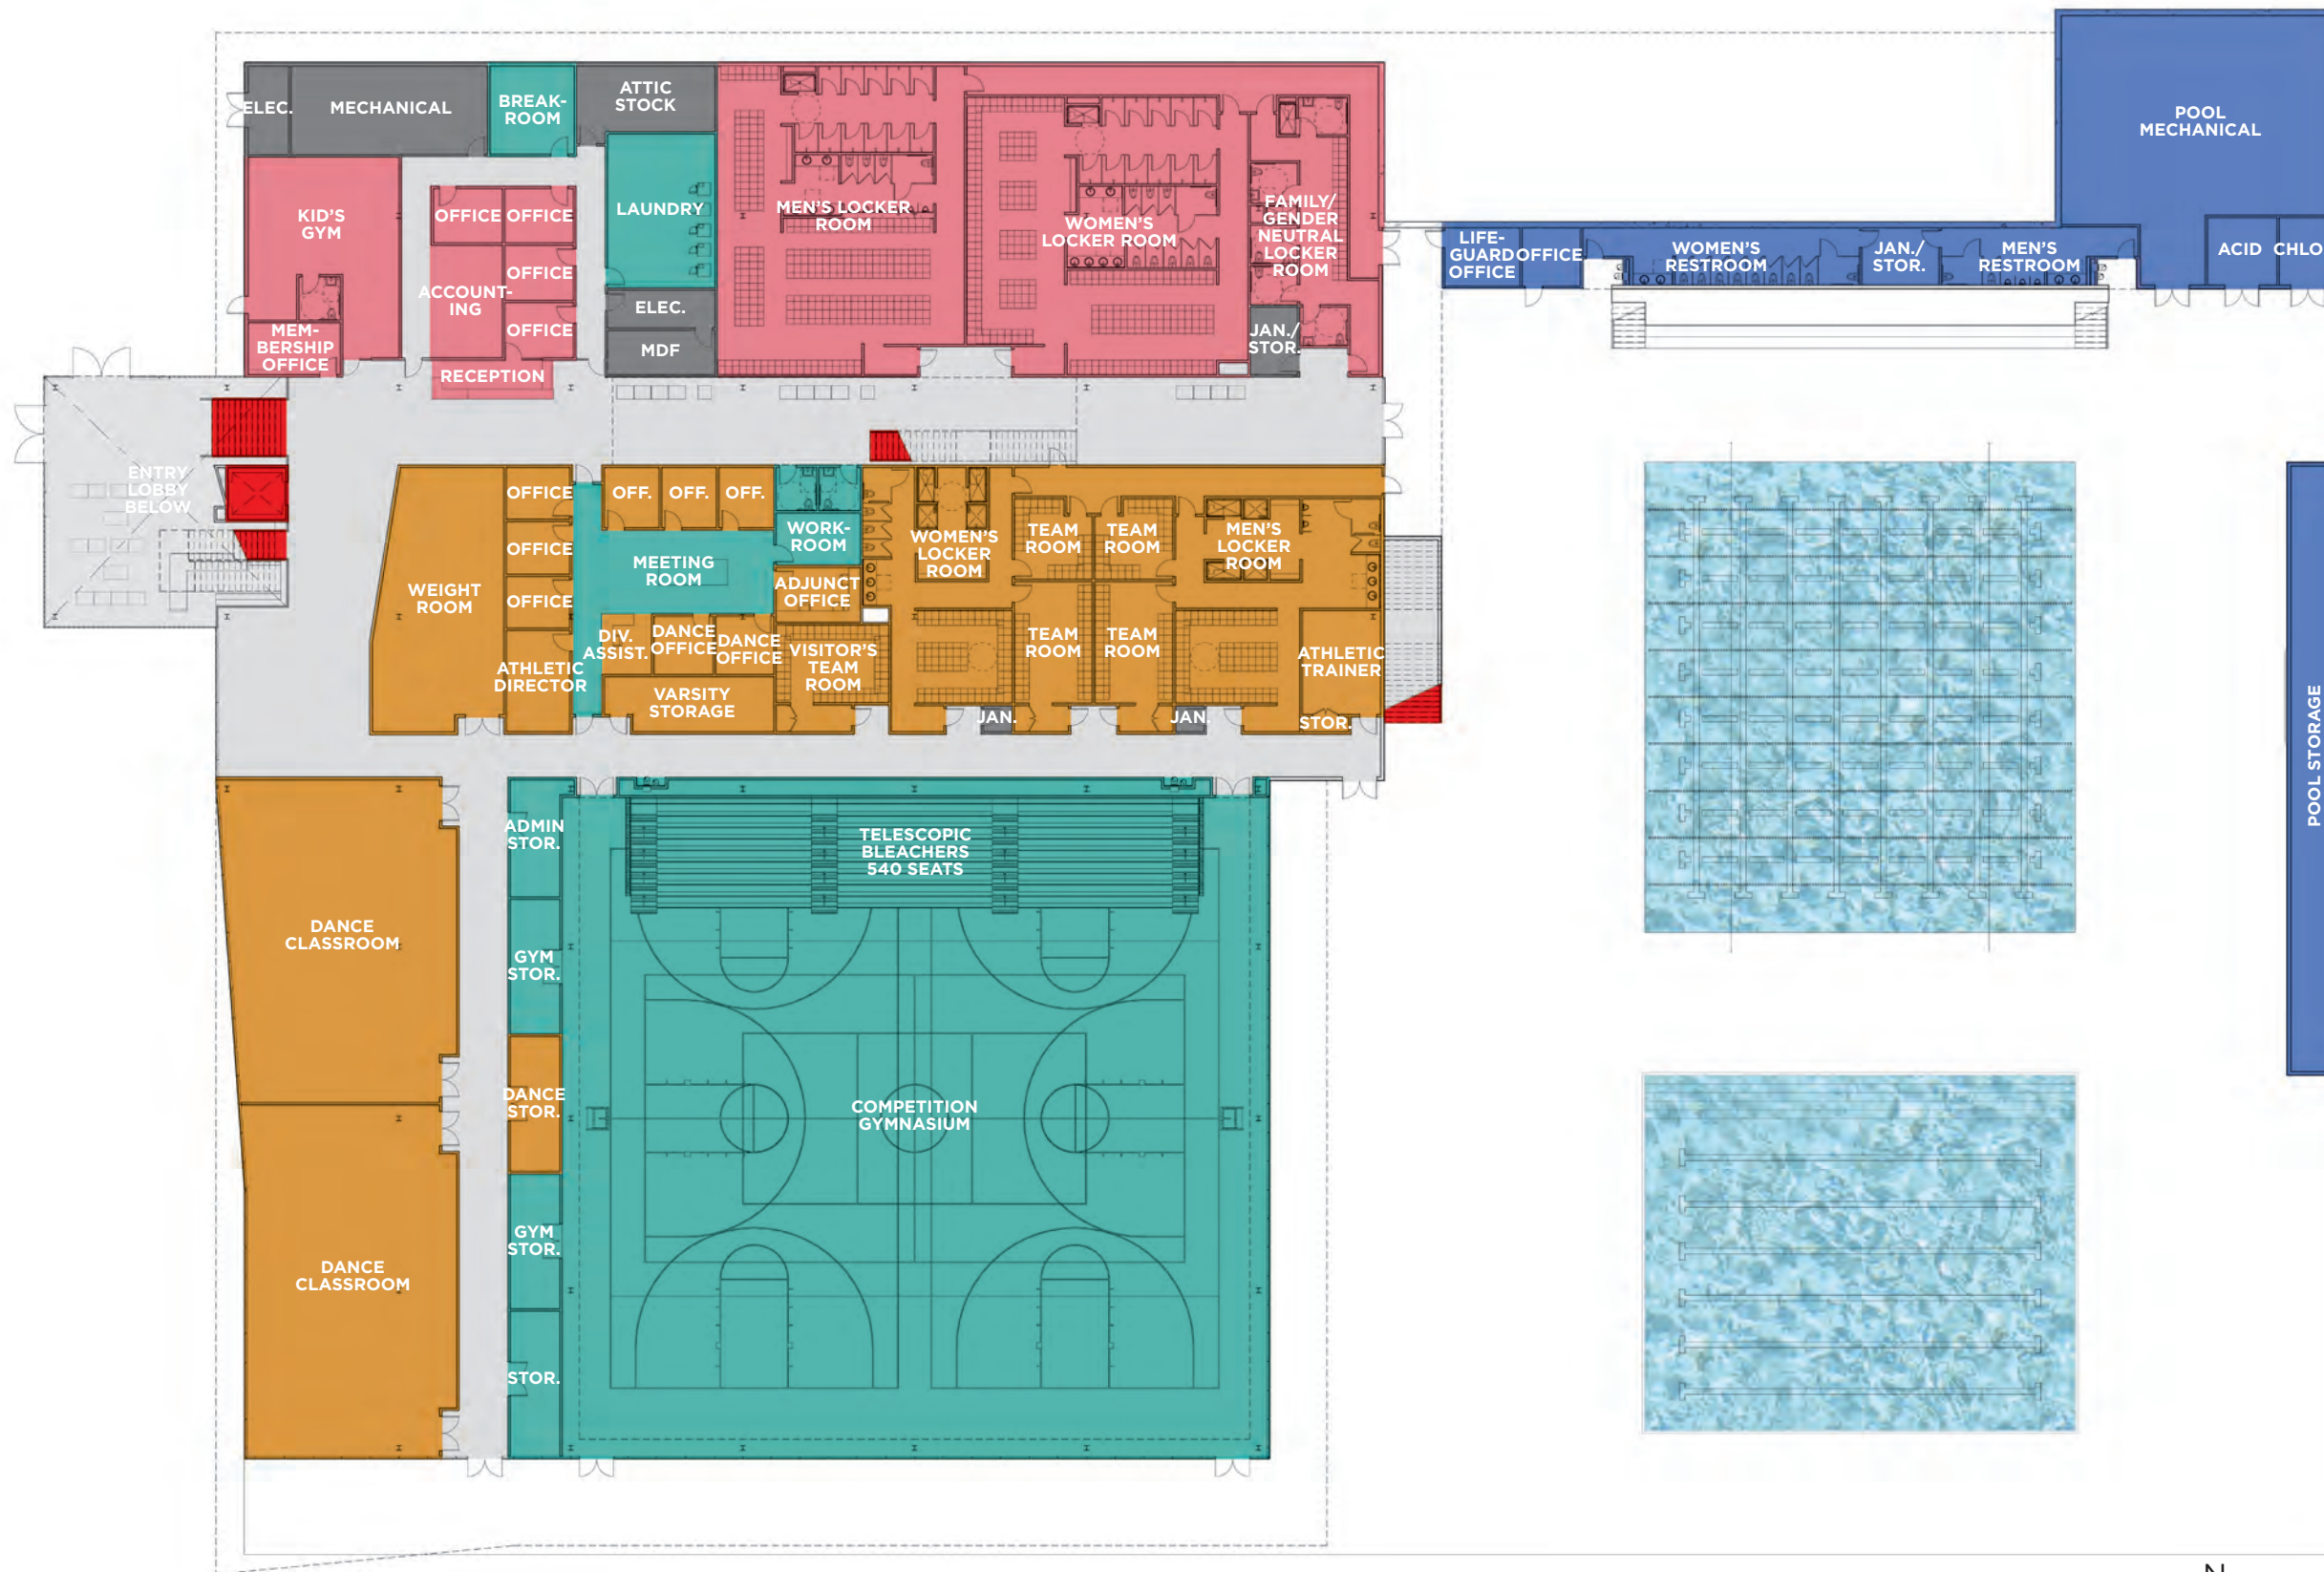 ELEC.
MECHANICAL
BREAK-
ROOM
ATTIC
STOCK
POOL
MECHANICAL
KID'S
GYM
OFFICE
OFFICE
LAUNDRY
MEN'S LOCKER
ROOM
WOMEN'S
LOCKER ROOM
FAMILY/
GENDER
NEUTRAL
LOCKER
ROOM
LIFE-
GUARD
OFFICE
OFFICE
WOMEN'S
RESTROOM
JAN./
STOR.
MEN'S
RESTROOM
ACID
CHLO
OFFICE
ACCOUNT-
ING
OFFICE
ELEC.
MDF
JAN./
STOR.
MEM-
BERSHIP
OFFICE
RECEPTION
ENTRY
LOBBY
BELOW
WEIGHT
ROOM
OFFICE
OFFICE
OFFICE
OFF.
OFF.
OFF.
MEETING
ROOM
WORK-
ROOM
ADJUNCT
OFFICE
WOMEN'S
LOCKER
ROOM
TEAM
ROOM
TEAM
ROOM
MEN'S
LOCKER
ROOM
ATHLETIC
DIRECTOR
DIV.
ASSIST.
DANCE
OFFICE
DANCE
OFFICE
VISITOR'S
TEAM
ROOM
TEAM
ROOM
TEAM
ROOM
ATHLETIC
TRAINER
VARSITY
STORAGE
JAN.
JAN.
STOR.
POOL STORAGE
ADMIN
STOR.
TELESCOPIC
BLEACHERS
540 SEATS
DANCE
CLASSROOM
GYM
STOR.
DANCE
STOR.
COMPETITION
GYMNASIUM
GYM
STOR.
DANCE
CLASSROOM
STOR.
N